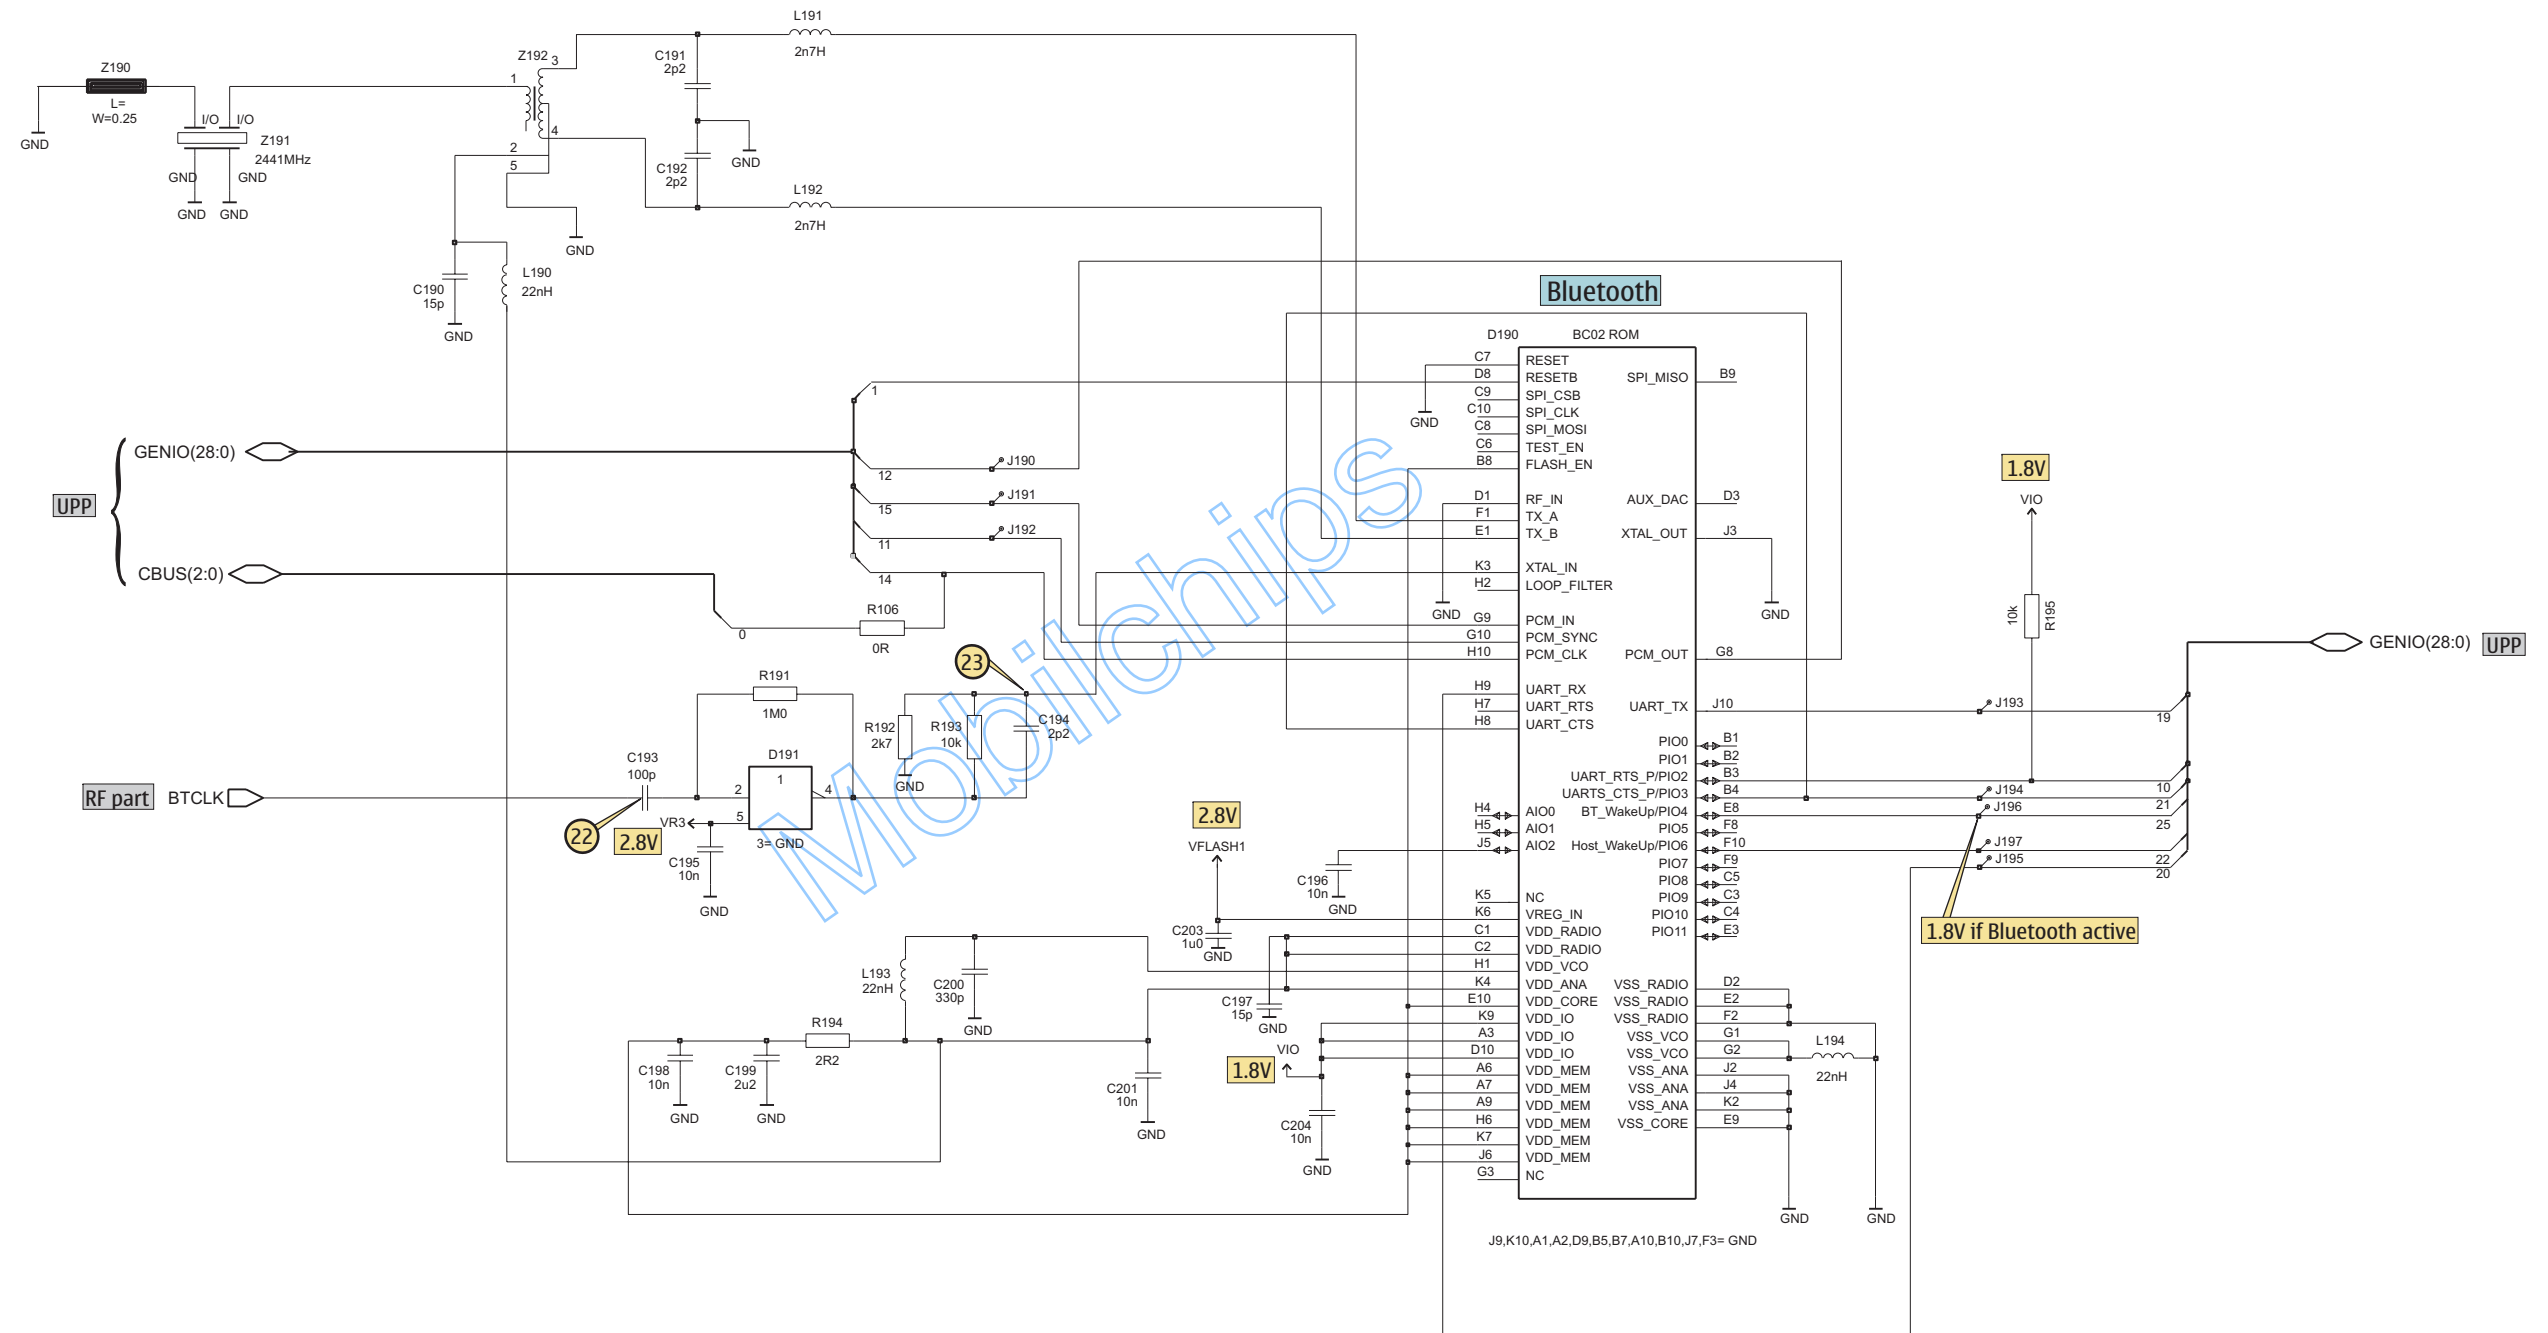 L191
2n7H
Z190
L=
W=0.25
GND
I/O
I/O
Z191
2441MHz
GND
GND
GND
GND
Z192
1
3
4
2
5
C191
2p2
C192
2p2
GND
L192
2n7H
GND
C190
15p
GND
L190
22nH
Bluetooth
D190
BC02 ROM
UPP
GENIO(28:0)
CBUS(2:0)
1
12
15
11
14
0
J190
J191
J192
R106
0R
23
R191
1M0
R192
2k7
GND
R193
10k
C194
2p2
RF part
BTCLK
C193
100p
22
2.8V
D191
1
2
4
5
VR3
3= GND
C195
10n
GND
Mobilchips
C7
RESET
D8
RESETB
C9
SPI_CSB
C10
SPI_CLK
C8
SPI_MOSI
C6
TEST_EN
B8
FLASH_EN
GND
D1
RF_IN
F1
TX_A
E1
TX_B
K3
XTAL_IN
H2
LOOP_FILTER
GND
G9
PCM_IN
G10
PCM_SYNC
H10
PCM_CLK
H9
UART_RX
H7
UART_RTS
H8
UART_CTS
H4
AIO0
H5
AIO1
J5
AIO2
C196
10n
GND
2.8V
VFLASH1
C203
1u0
GND
K5
NC
K6
VREG_IN
C1
VDD_RADIO
C2
VDD_RADIO
H1
VDD_VCO
K4
VDD_ANA
E10
VDD_CORE
K9
VDD_IO
A3
VDD_IO
D10
VDD_IO
A6
VDD_MEM
A7
VDD_MEM
A9
VDD_MEM
H6
VDD_MEM
K7
VDD_MEM
J6
VDD_MEM
G3
NC
SPI_MISO
B9
AUX_DAC
D3
XTAL_OUT
J3
GND
PCM_OUT
G8
UART_TX
J10
PIO0
B1
PIO1
B2
UART_RTS_P/PIO2
B3
UARTS_CTS_P/PIO3
B4
BT_WakeUp/PIO4
E8
PIO5
F8
Host_WakeUp/PIO6
F10
PIO7
F9
PIO8
C5
PIO9
C3
PIO10
C4
PIO11
E3
VSS_RADIO
D2
VSS_RADIO
E2
VSS_RADIO
F2
VSS_VCO
G1
VSS_VCO
G2
VSS_ANA
J2
VSS_ANA
J4
VSS_ANA
K2
VSS_CORE
E9
L194
22nH
GND
GND
1.8V
VIO
10k
R195
J193
J194
J196
J197
J195
19
10
21
25
22
20
GENIO(28:0)
UPP
1.8V if Bluetooth active
L193
22nH
C200
330p
GND
R194
2R2
C198
10n
GND
C199
2u2
GND
C201
10n
GND
C197
15p
GND
VIO
1.8V
C204
10n
GND
J9,K10,A1,A2,D9,B5,B7,A10,B10,J7,F3= GND